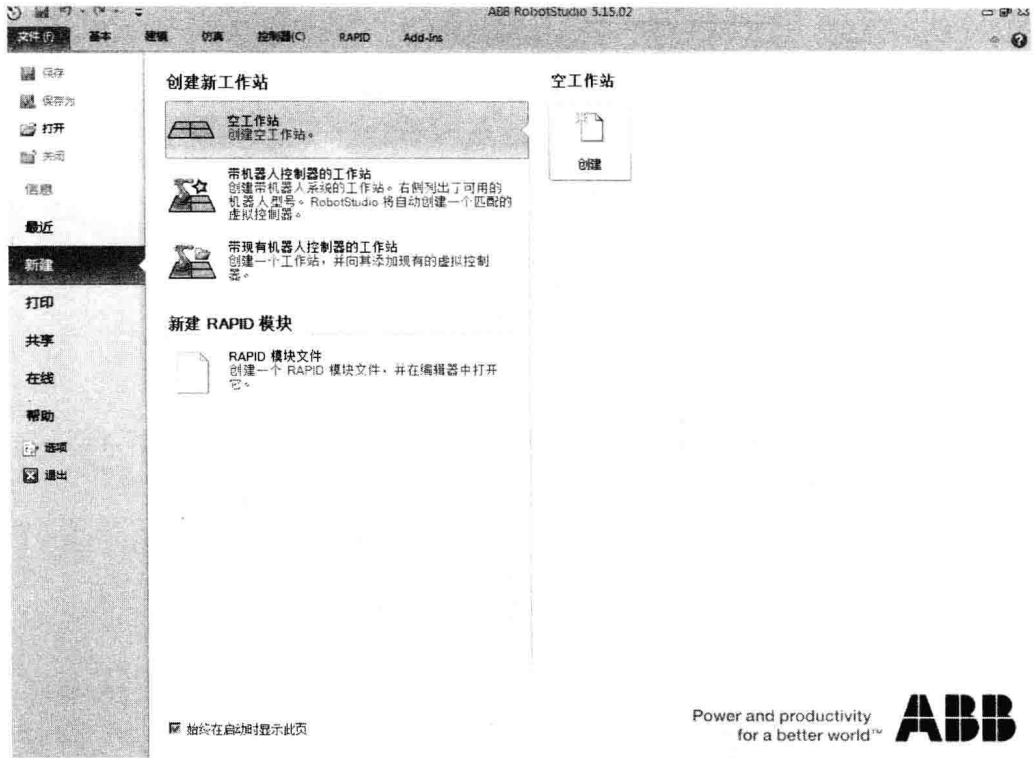 ABB RobotStudio 5.15.02
文件(F) 基本 建模 仿真 控制器(C) RAPID Add-Ins
保存
保存为
打开
关闭
信息
最近
新建
打印
共享
在线
帮助
选项
退出
创建新工作站
空工作站
创建空工作站。
带机器人控制器的工作站
创建带机器人系统的工作站。右侧列出了可用的
机器人型号。RobotStudio 将自动创建一个匹配的
虚拟控制器。
带现有机器人控制器的工作站
创建一个工作站，并向其添加现有的虚拟控制
器。
新建 RAPID 模块
RAPID 模块文件
创建一个 RAPID 模块文件，并在编辑器中打开
它。
始终在启动时显示此页
空工作站
创建
Power and productivity
for a better world™
ABB